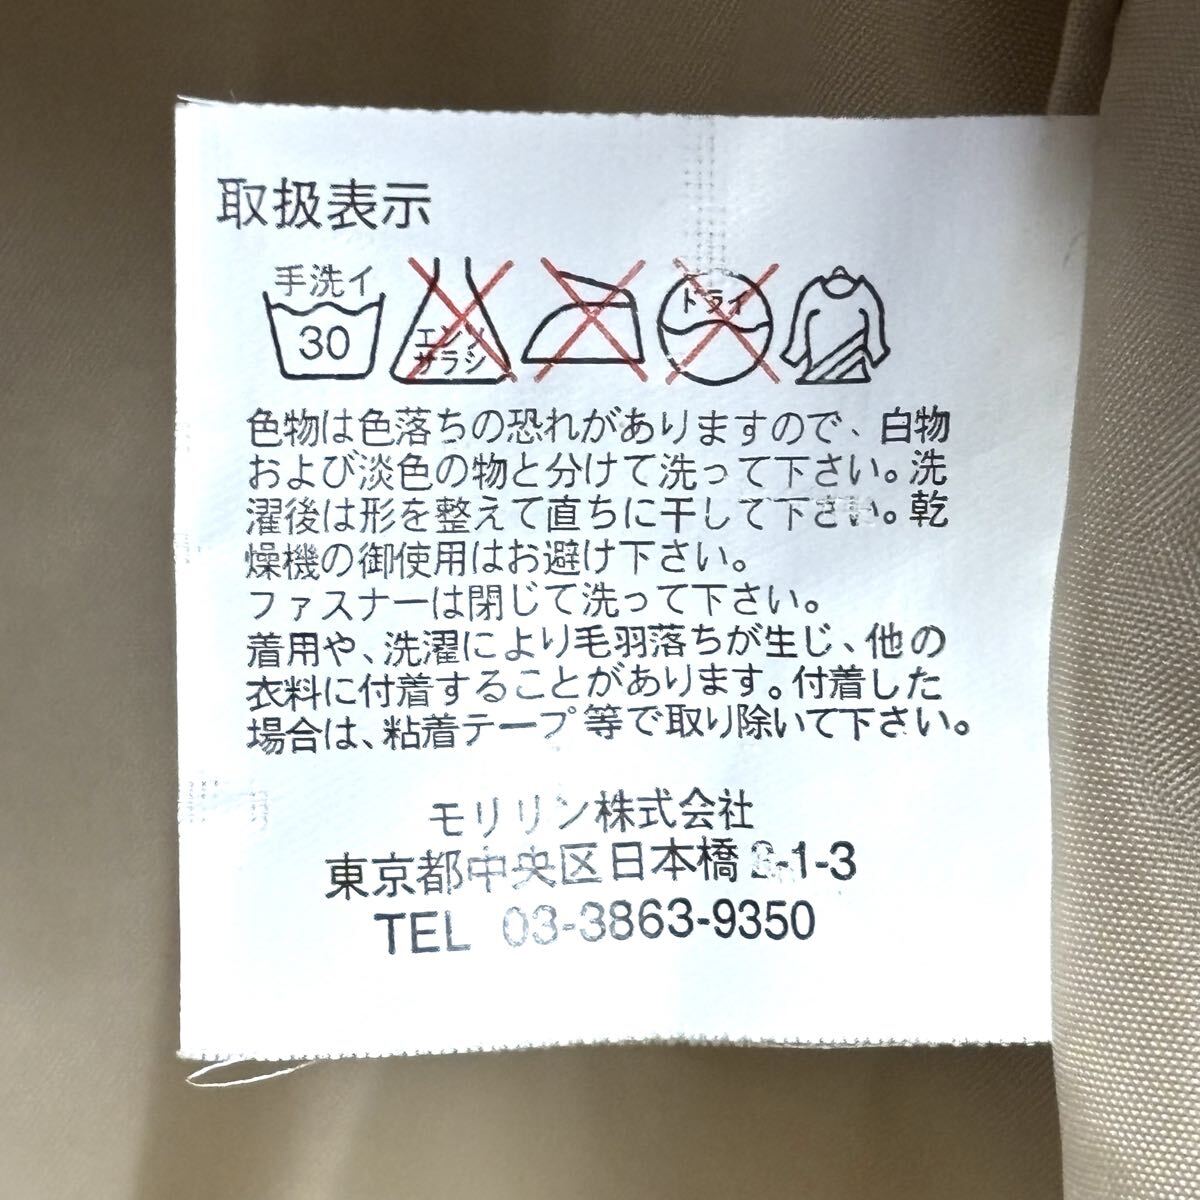 取扱表示
手洗イ
30
エンソ
サラシ
ドライ
色物は色落ちの恐れがありますので、白物
および淡色の物と分けて洗って下さい。洗
濯後は形を整えて直ちに干して下さい。乾
燥機の御使用はお避け下さい。
ファスナーは閉じて洗って下さい。
着用や、洗濯により毛羽落ちが生じ、他の
衣料に付着することがあります。付着した
場合は、粘着テープ等で取り除いて下さい。
モリリン株式会社
東京都中央区日本橋
TEL 03-3863-9350